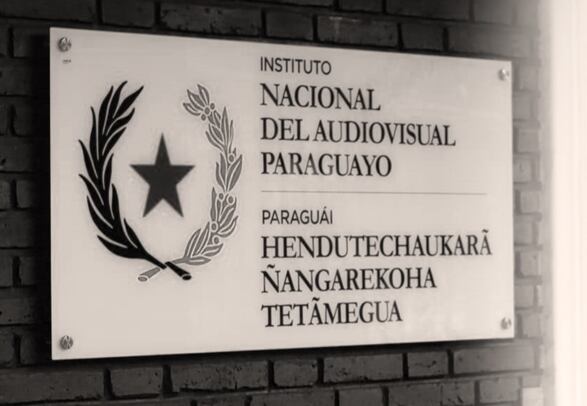 INSTITUTO
NACIONAL
DEL AUDIOVISUAL
PARAGUAYO
PARAGUÁI
HENDUTECHAUKARÃ
ÑANGAREKOHA
TETÃMEGUA